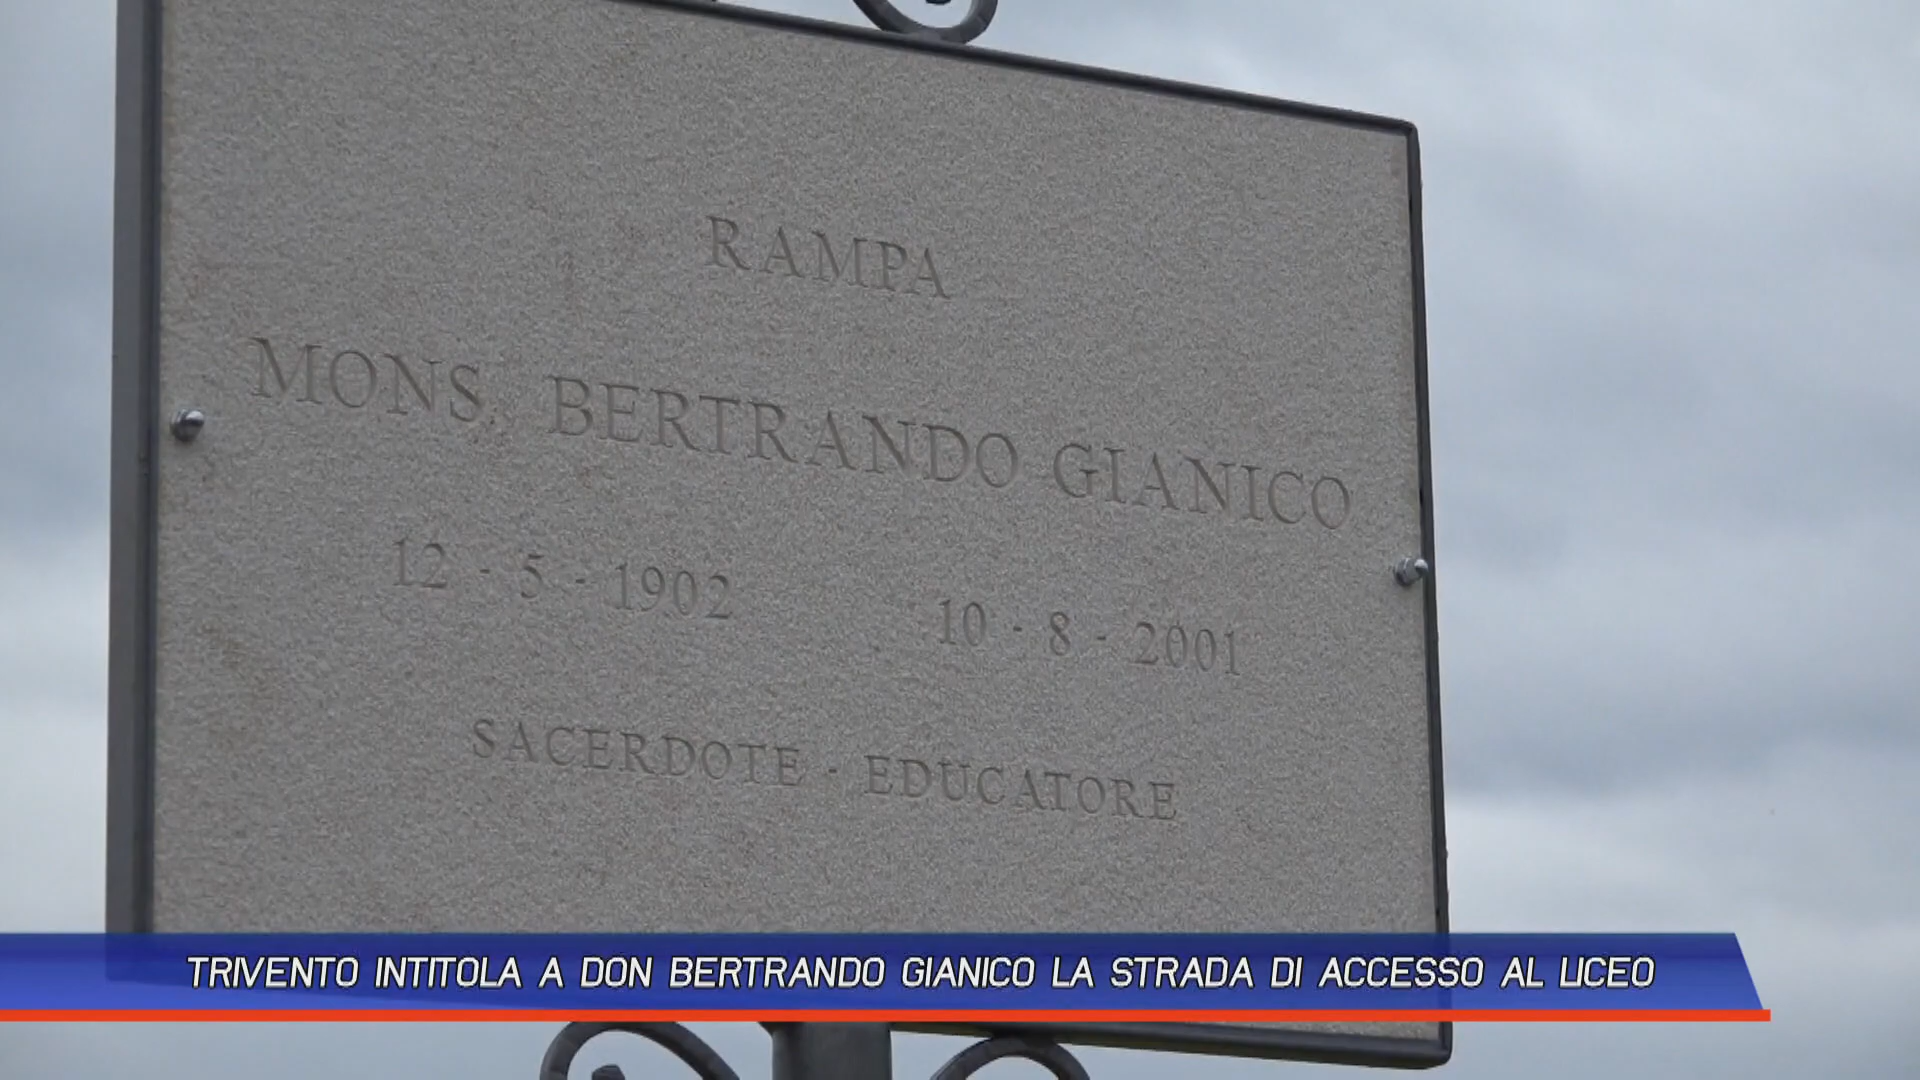 RAMPA
MONS. BERTRANDO GIANICO
12 - 5 - 1902 10 - 8 - 2001
SACERDOTE - EDUCATORE
TRIVENTO INTITOLA A DON BERTRANDO GIANICO LA STRADA DI ACCESSO AL LICEO